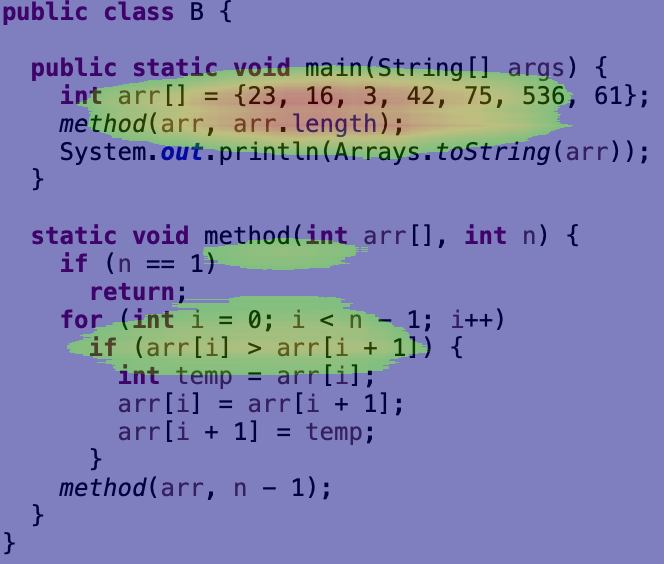 public class B {
public static void main(String[] args) {
int arr[] = {23, 16, 3, 42, 75, 536, 61};
method(arr, arr.length);
System.out.println(Arrays.toString(arr));
}
static void method(int arr[], int n) {
if (n == 1)
return;
for (int i = 0; i < n - 1; i++)
if (arr[i] > arr[i + 1]) {
int temp = arr[i];
arr[i] = arr[i + 1];
arr[i + 1] = temp;
}
method(arr, n - 1);
}
}